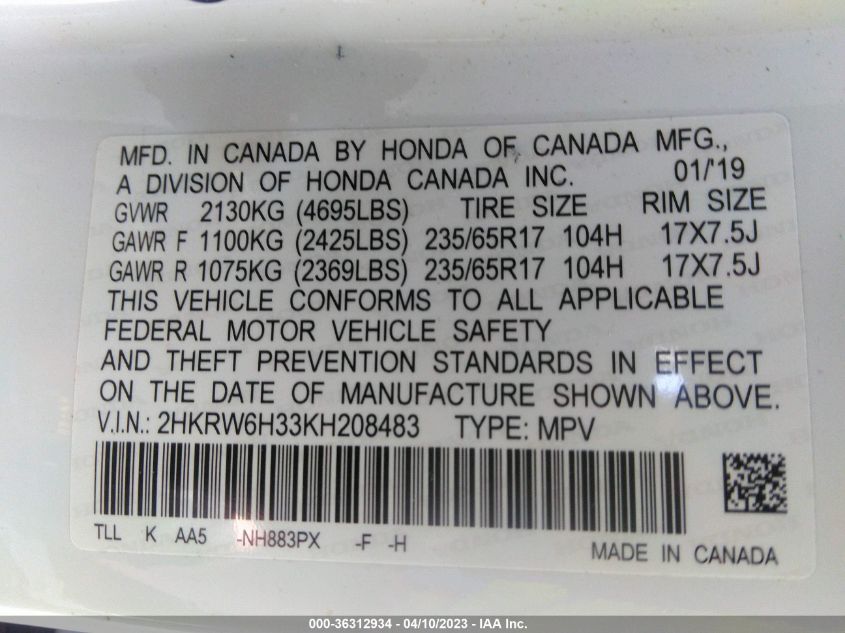 MFD. IN CANADA BY HONDA OF CANADA MFG.,
A DIVISION OF HONDA CANADA INC. 01/'19
GVWR 2130KG (4695LBS) TIRE SIZE RIM SIZE
GAWR F 1100KG (2425LBS) 235/65R17 104H 17X7.5J
GAWR R 1075KG (2369LBS) 235/65R17 104H 17X7.5J
THIS VEHICLE CONFORMS TO ALL APPLICABLE
FEDERAL MOTOR VEHICLE SAFETY
AND THEFT PREVENTION STANDARDS IN EFFECT
ON THE DATE OF MANUFACTURE SHOWN ABOVE.
V.I.N.: 2HKRW6H33KH208483 TYPE: MPV
TLL K AA5 -NH883PX -F -H
MADE IN CANADA
000-36312934 - 04/10/2023 - IAA Inc.